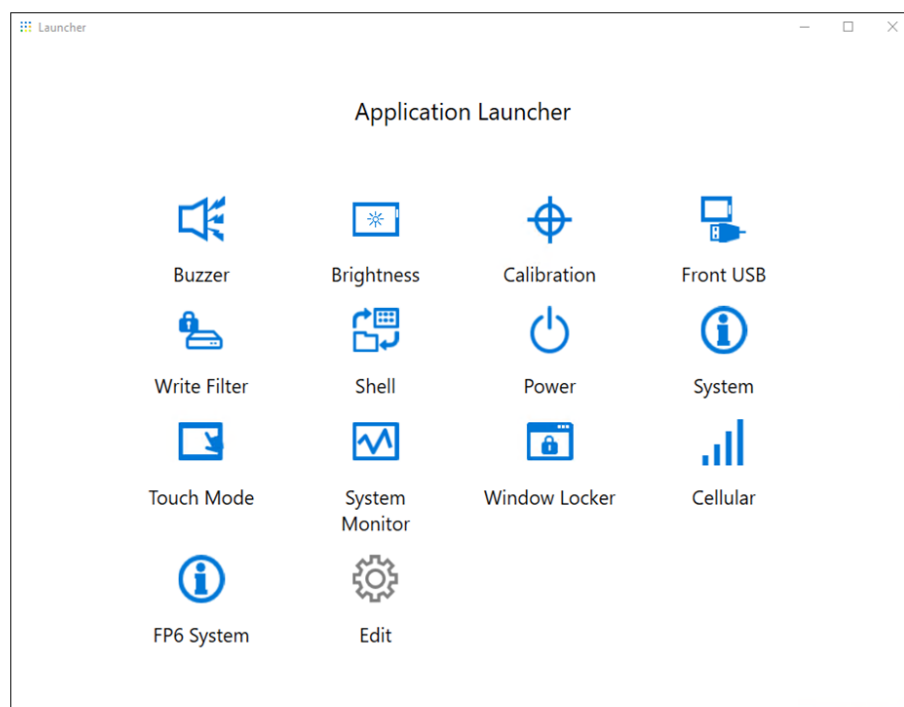 Launcher
Application Launcher
Buzzer
Brightness
Calibration
Front USB
Write Filter
Shell
Power
System
Touch Mode
System
Monitor
Window Locker
Cellular
FP6 System
Edit